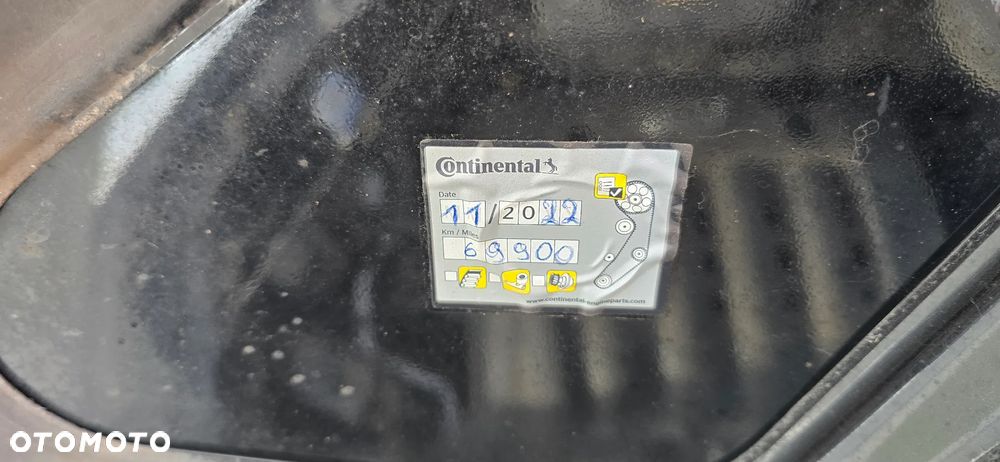 Continental
Date
11/2022
Km / Miles
69900
www.continental-engineparts.com
OTOMOTO